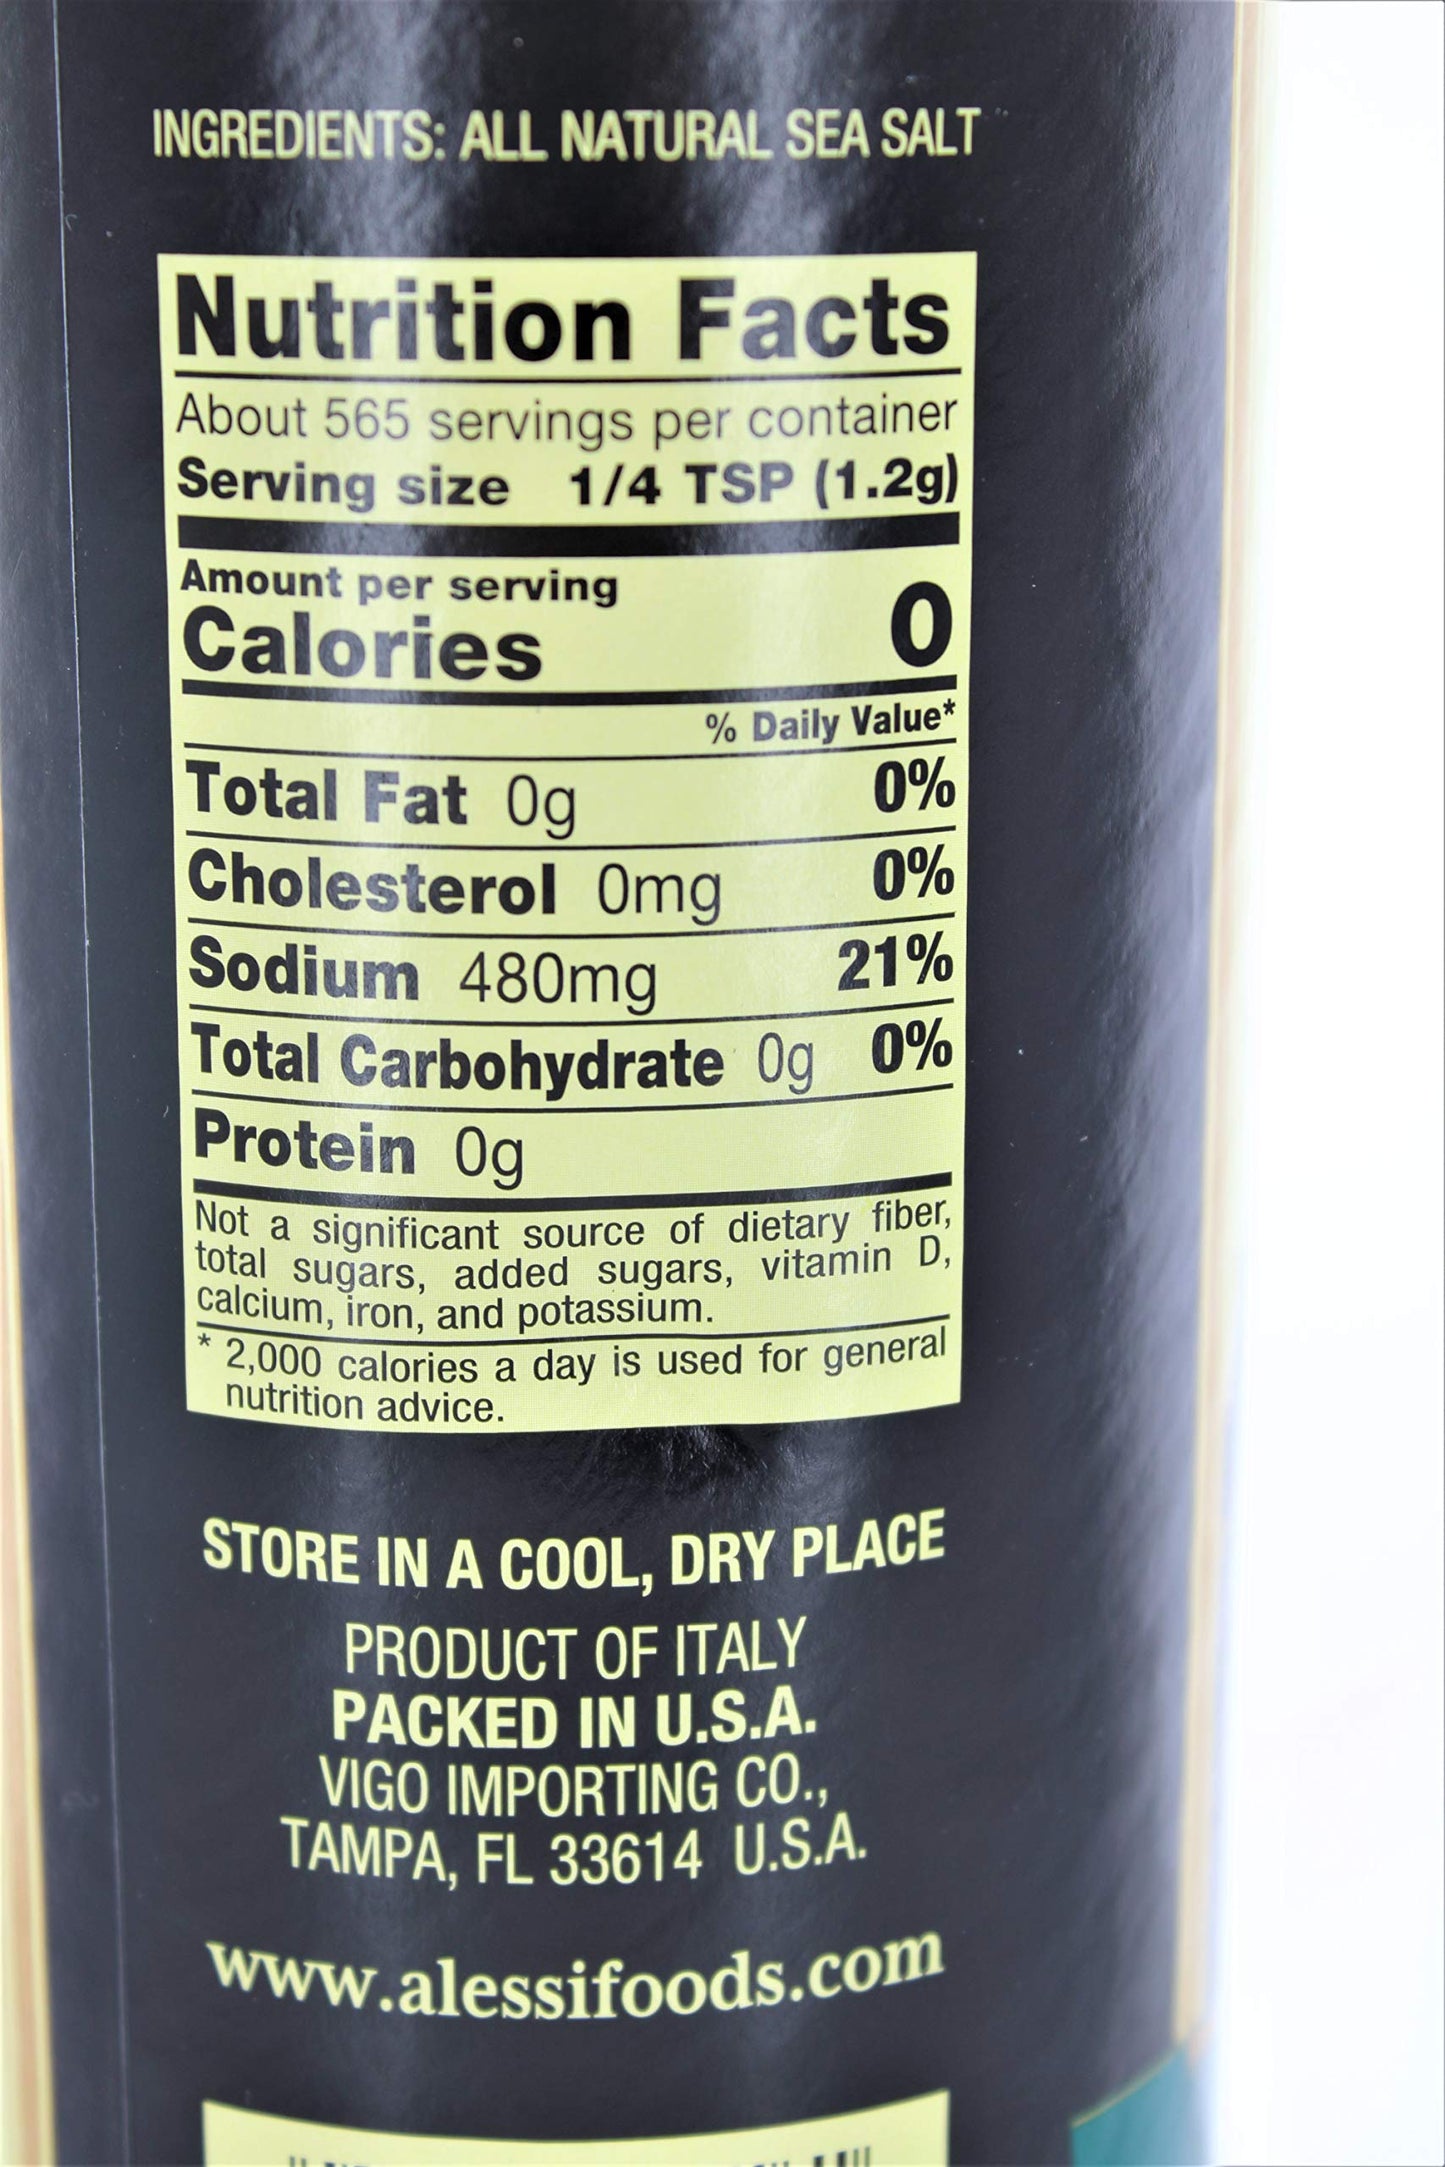 INGREDIENTS: ALL NATURAL SEA SALT
Nutrition Facts
About 565 servings per container
Serving size 1/4 TSP (1.2g)
Amount per serving
Calories 0
% Daily Value*
Total Fat 0g 0%
Cholesterol 0mg 0%
Sodium 480mg 21%
Total Carbohydrate 0g 0%
Protein 0g
Not a significant source of dietary fiber,
total sugars, added sugars, vitamin D,
calcium, iron, and potassium.
* 2,000 calories a day is used for general
nutrition advice.
STORE IN A COOL, DRY PLACE
PRODUCT OF ITALY
PACKED IN U.S.A.
VIGO IMPORTING CO.,
TAMPA, FL 33614 U.S.A.
www.alessifoods.com